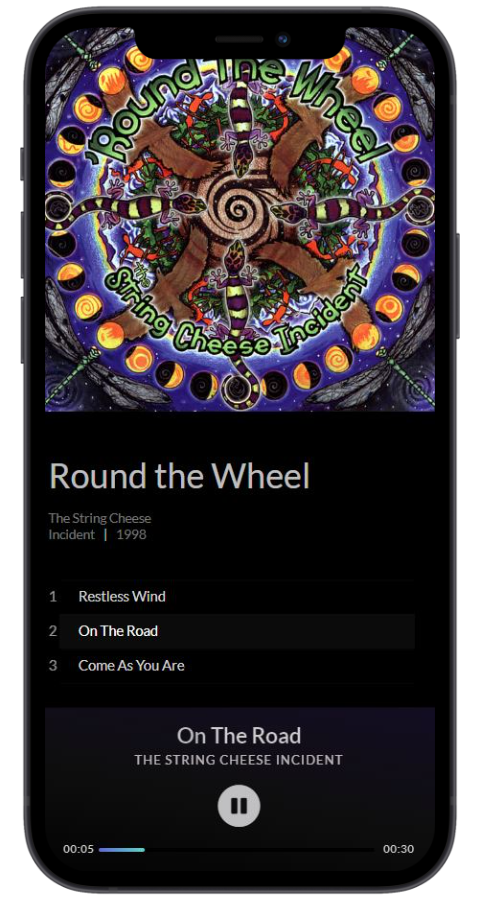 'Round The Wheel
The String Cheese Incident
Round the Wheel
The String Cheese
Incident | 1998
1 Restless Wind
2 On The Road
3 Come As You Are
On The Road
THE STRING CHEESE INCIDENT
00:05 00:30